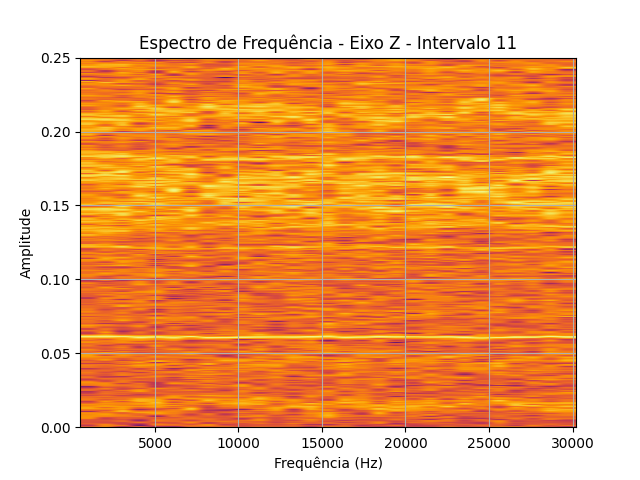 Espectro de Frequência - Eixo Z - Intervalo 11
0.25
0.20
0.15
0.10
0.05
0.00
Amplitude
5000 10000 15000 20000 25000 30000
Frequência (Hz)